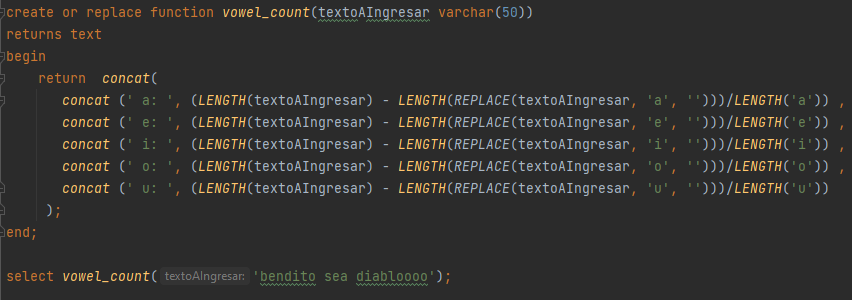 create or replace function vowel_count(textoAIngresar varchar(50))
returns text
begin
return concat(
concat (' a: ', (LENGTH(textoAIngresar) - LENGTH(REPLACE(textoAIngresar, 'a', '')))/LENGTH('a')) ,
concat (' e: ', (LENGTH(textoAIngresar) - LENGTH(REPLACE(textoAIngresar, 'e', '')))/LENGTH('e')) ,
concat (' i: ', (LENGTH(textoAIngresar) - LENGTH(REPLACE(textoAIngresar, 'i', '')))/LENGTH('i')) ,
concat (' o: ', (LENGTH(textoAIngresar) - LENGTH(REPLACE(textoAIngresar, 'o', '')))/LENGTH('o')) ,
concat (' u: ', (LENGTH(textoAIngresar) - LENGTH(REPLACE(textoAIngresar, 'u', '')))/LENGTH('u'))
);
end;
select vowel_count( textoAIngresar: 'bendito sea diabloooo');